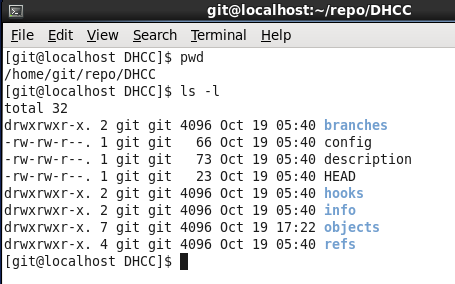 git@localhost:~/repo/DHCC
File Edit View Search Terminal Help
[git@localhost DHCC]$ pwd
/home/git/repo/DHCC
[git@localhost DHCC]$ ls -l
total 32
drwxrwxr-x. 2 git git 4096 Oct 19 05:40 branches
-rw-rw-r--. 1 git git   66 Oct 19 05:40 config
-rw-rw-r--. 1 git git   73 Oct 19 05:40 description
-rw-rw-r--. 1 git git   23 Oct 19 05:40 HEAD
drwxrwxr-x. 2 git git 4096 Oct 19 05:40 hooks
drwxrwxr-x. 2 git git 4096 Oct 19 05:40 info
drwxrwxr-x. 7 git git 4096 Oct 19 17:22 objects
drwxrwxr-x. 4 git git 4096 Oct 19 05:40 refs
[git@localhost DHCC]$